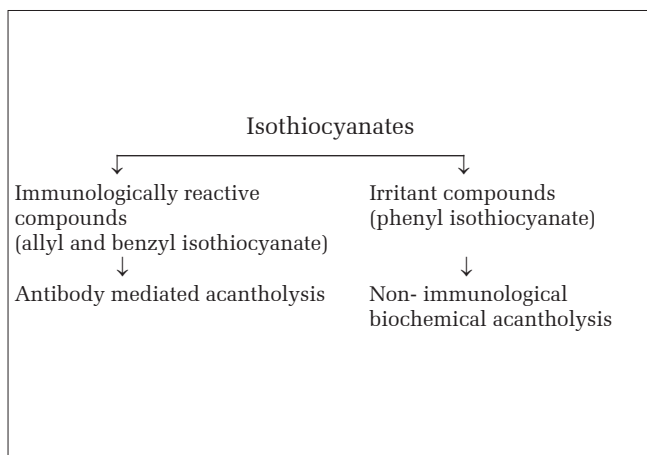 Isothiocyanates
Immunologically reactive
compounds
(allyl and benzyl isothiocyanate)
Antibody mediated acantholysis
Irritant compounds
(phenyl isothiocyanate)
Non- immunological
biochemical acantholysis